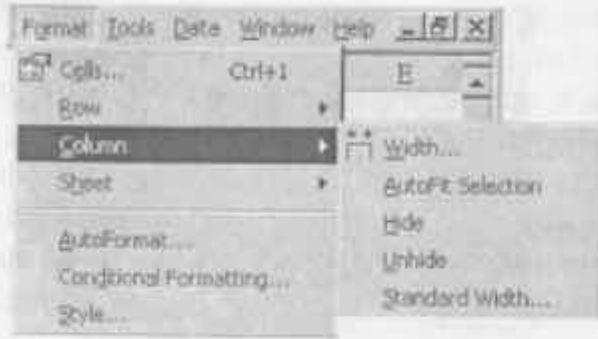 Format Tools Data Window Help
Cells... Ctrl+1 E
Row
Column Width...
Sheet AutoFit Selection
Hide
AutoFormat... Unhide
Conditional Formatting... Standard Width...
Style...